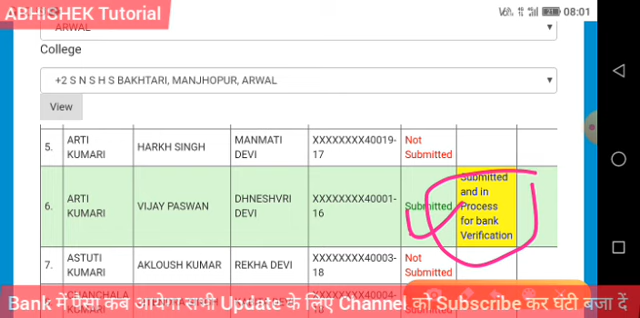 ABHISHEK Tutorial
08:01
ARWAL
College
+2 S N S H S BAKHTARI, MANJHOPUR, ARWAL
View
5. ARTI KUMARI HARKH SINGH MANMATI DEVI XXXXXXXX40019-17 Not Submitted
6. ARTI KUMARI VIJAY PASWAN DHNESHVRI DEVI XXXXXXXX40001-16 Submitted Submitted and in Process for bank Verification
7. ASTUTI KUMARI AKLOUSH KUMAR REKHA DEVI XXXXXXXX40003-18 Not Submitted
Bank में पैसा कब आयेगा सभी Update के लिए Channel को Subscribe कर घंटी बजा दें